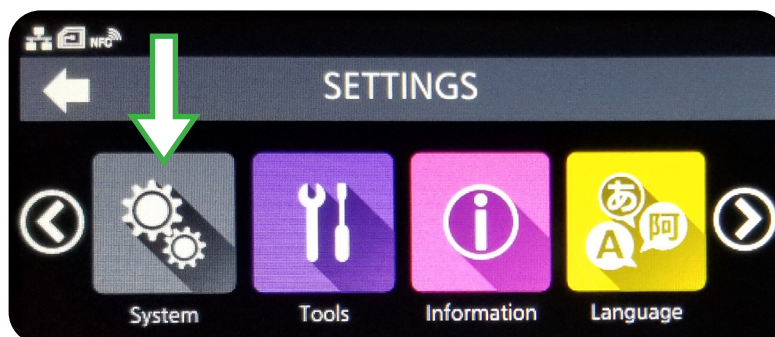 NFC
SETTINGS
あ
阿
A
System
Tools
Information
Language